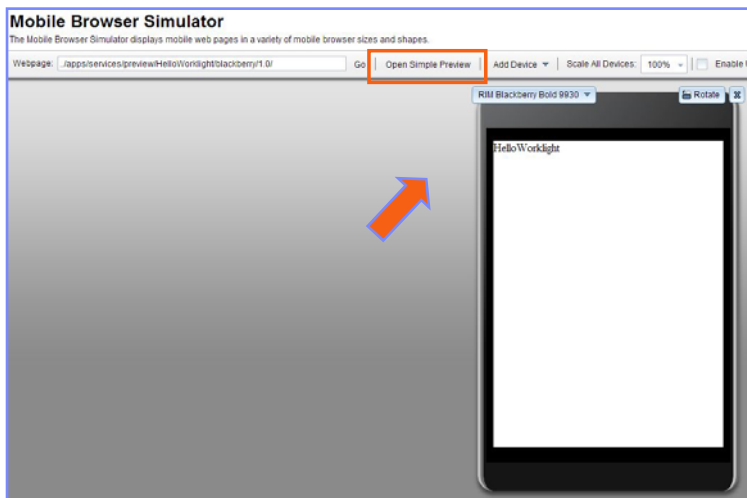 Mobile Browser Simulator
The Mobile Browser Simulator displays mobile web pages in a variety of mobile browser sizes and shapes.
Webpage: ./apps/services/preview/HelloWorklight/blackberry/1.0/ Go Open Simple Preview Add Device Scale All Devices: 100% Enable
RIM Blackberry Bold 9930 Rotate X
HelloWorklight